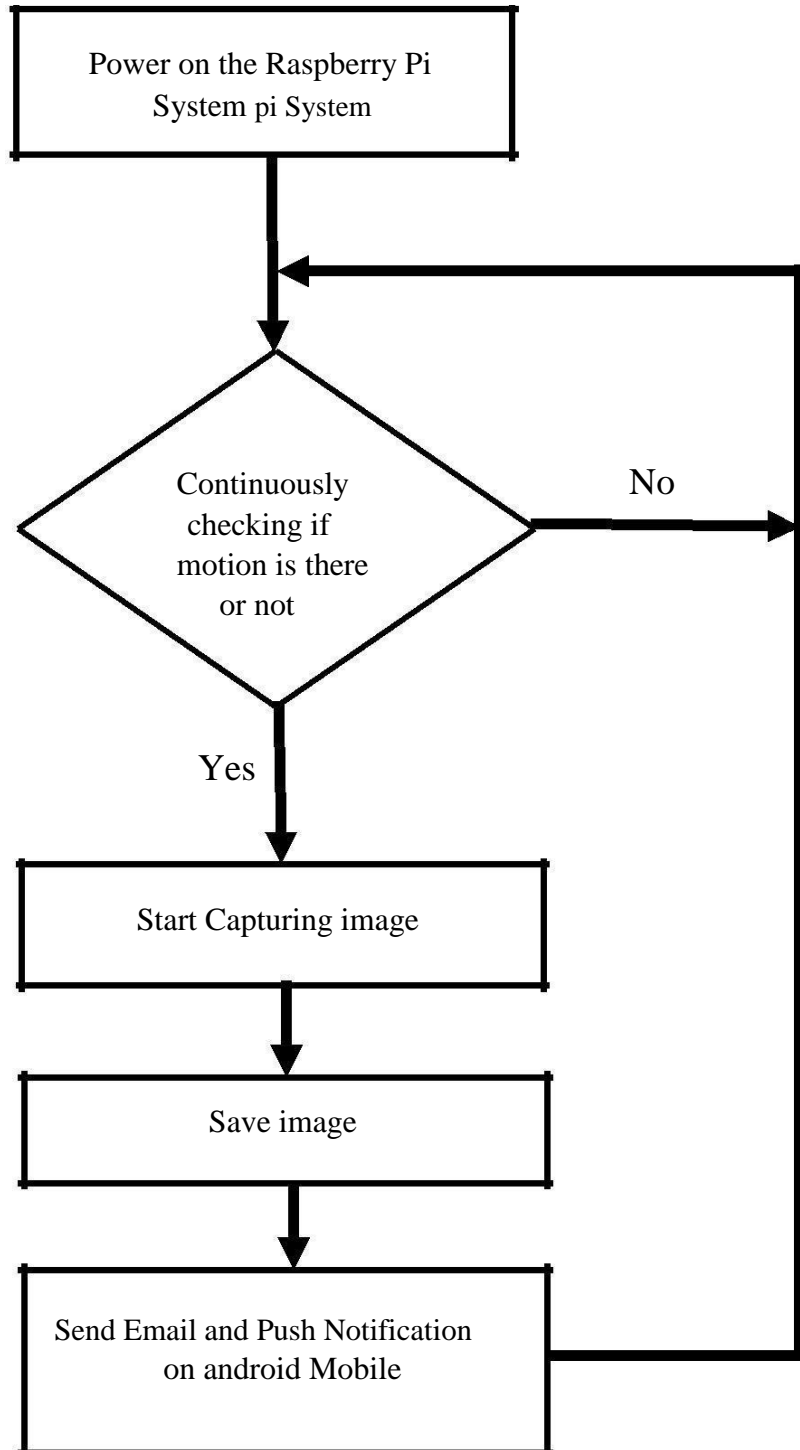 Power on the Raspberry Pi
System pi System
Continuously
checking if
motion is there
or not
No
Yes
Start Capturing image
Save image
Send Email and Push Notification
on android Mobile